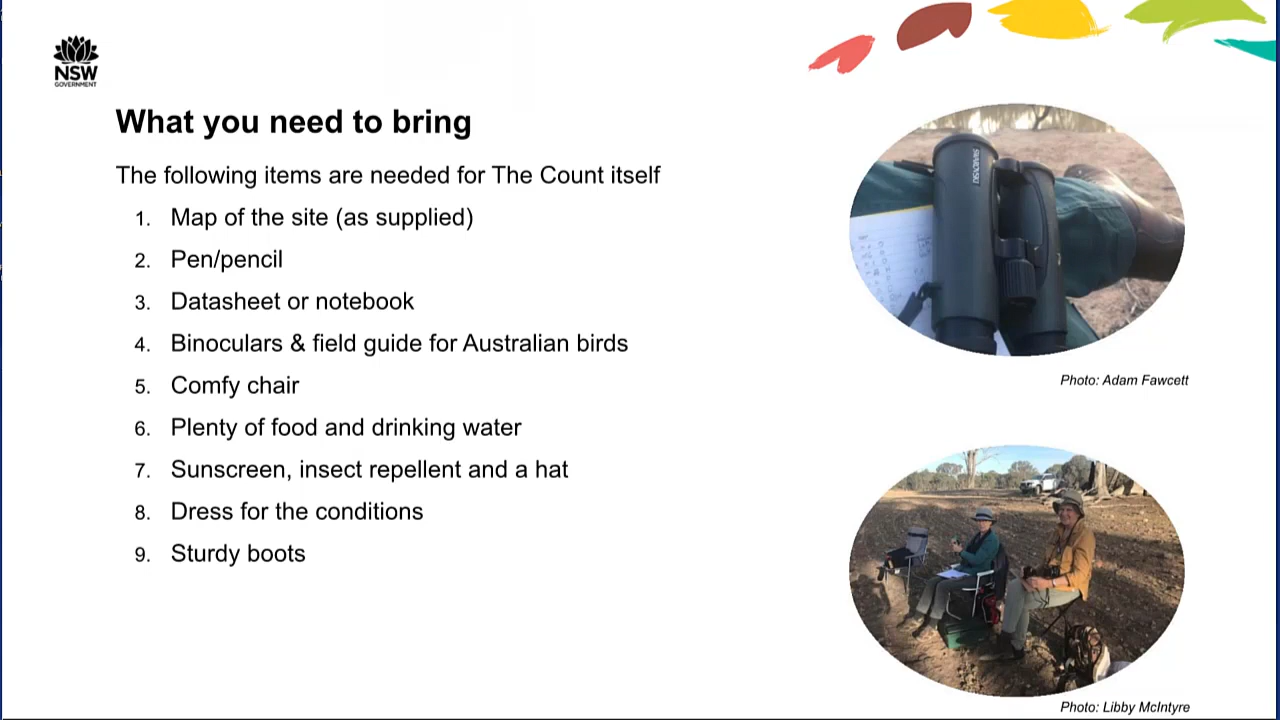 NSW
GOVERNMENT
What you need to bring
The following items are needed for The Count itself
1. Map of the site (as supplied)
2. Pen/pencil
3. Datasheet or notebook
4. Binoculars & field guide for Australian birds
5. Comfy chair
6. Plenty of food and drinking water
7. Sunscreen, insect repellent and a hat
8. Dress for the conditions
9. Sturdy boots
SWAROVSKI
Photo: Adam Fawcett
Photo: Libby McIntyre